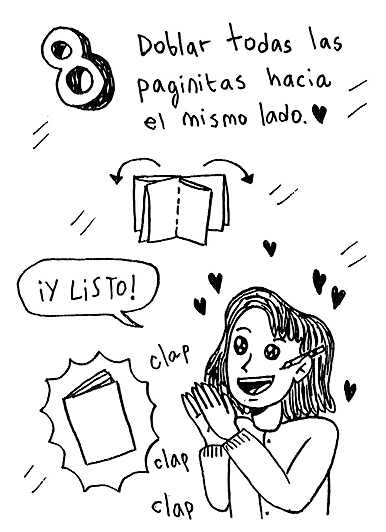 8
Doblar todas las
paginitas hacia
el mismo lado.♥
¡Y LiSTO!
clap
clap
clap